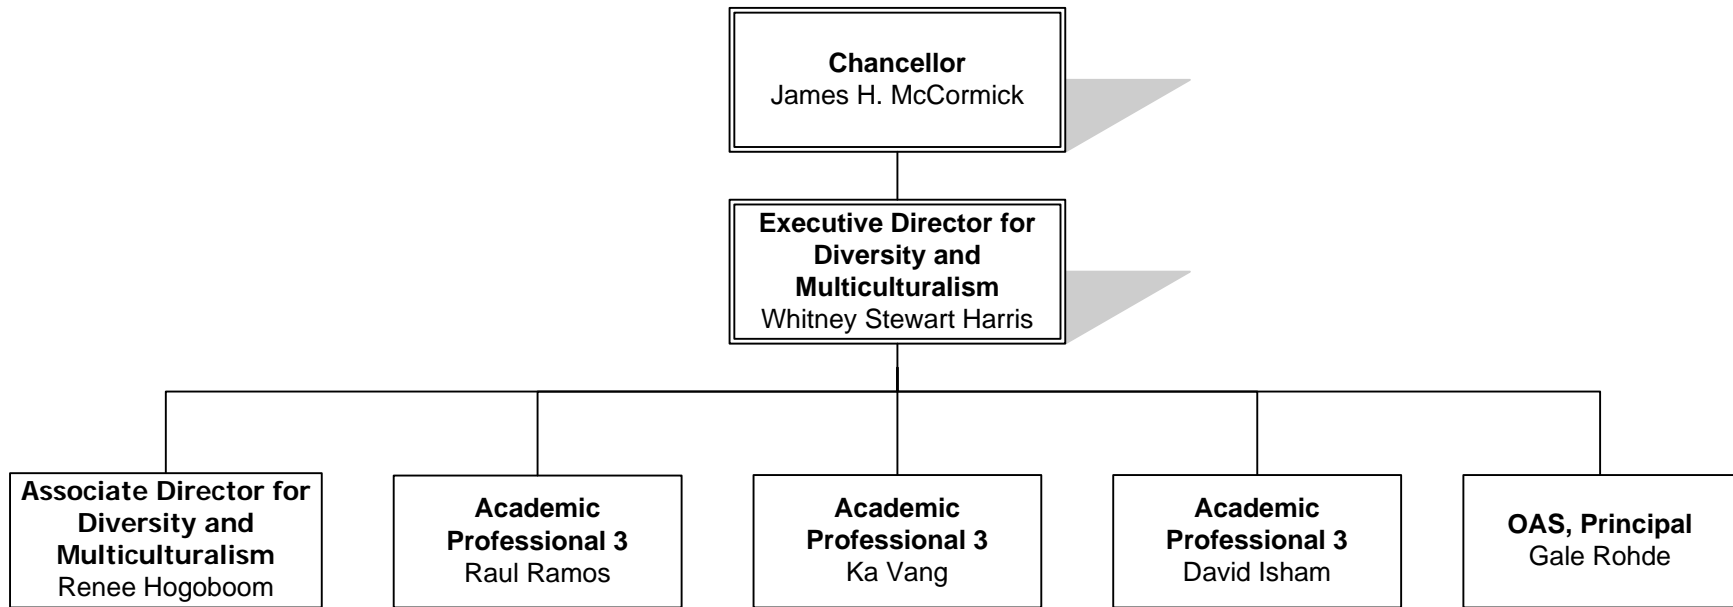 Chancellor
James H. McCormick
Executive Director for
Diversity and
Multiculturalism
Whitney Stewart Harris
Associate Director for
Diversity and
Multiculturalism
Renee Hogoboom
Academic
Professional 3
Raul Ramos
Academic
Professional 3
Ka Vang
Academic
Professional 3
David Isham
OAS, Principal
Gale Rohde